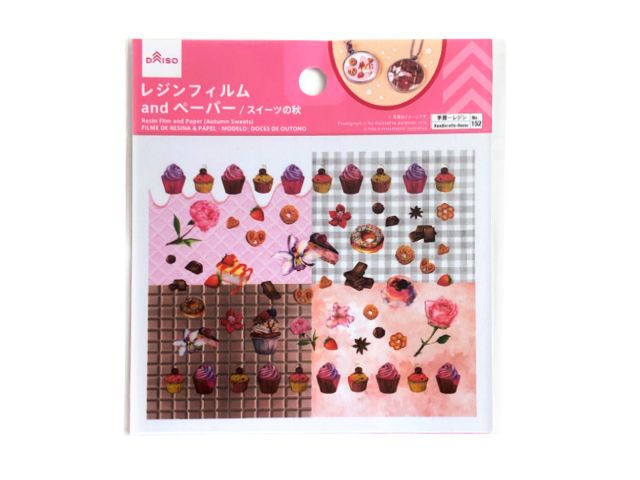 DAISO
レジンフィルム
and ペーパー / スイーツの秋
Resin Film and Paper (Autumn Sweets)
FILME DE RESINA & PAPEL - MODELO: DOCES DE OUTONO
手芸ーレジン
Handicrafts-Resin
No.
152